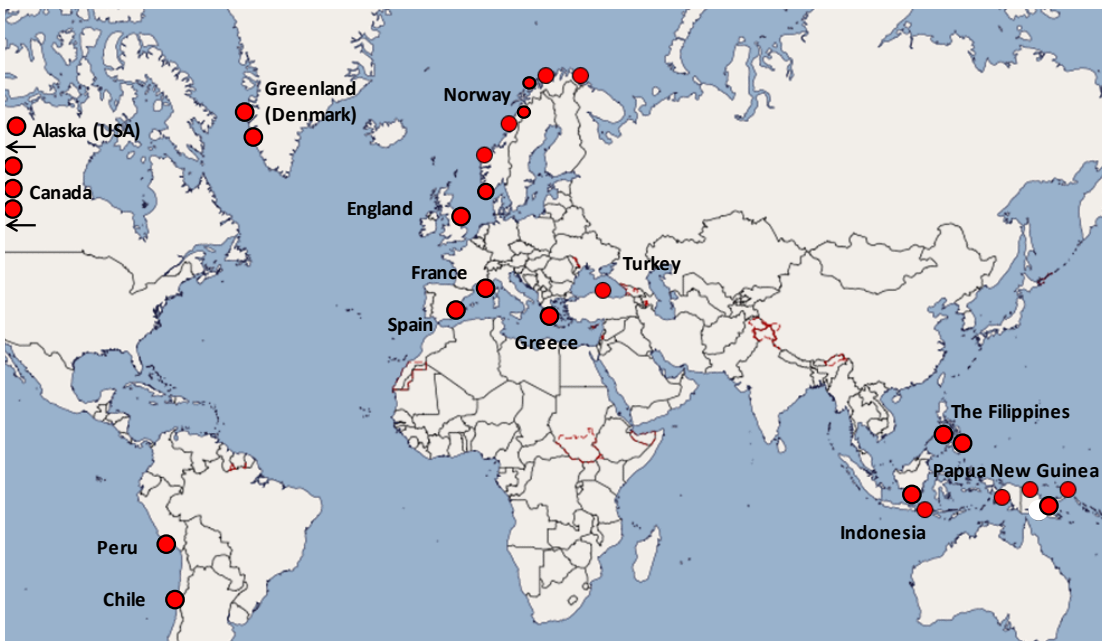 Greenland
(Denmark)
Norway
Alaska (USA)
Canada
England
Turkey
France
Spain
Greece
The Filippines
Papua New Guinea
Indonesia
Peru
Chile